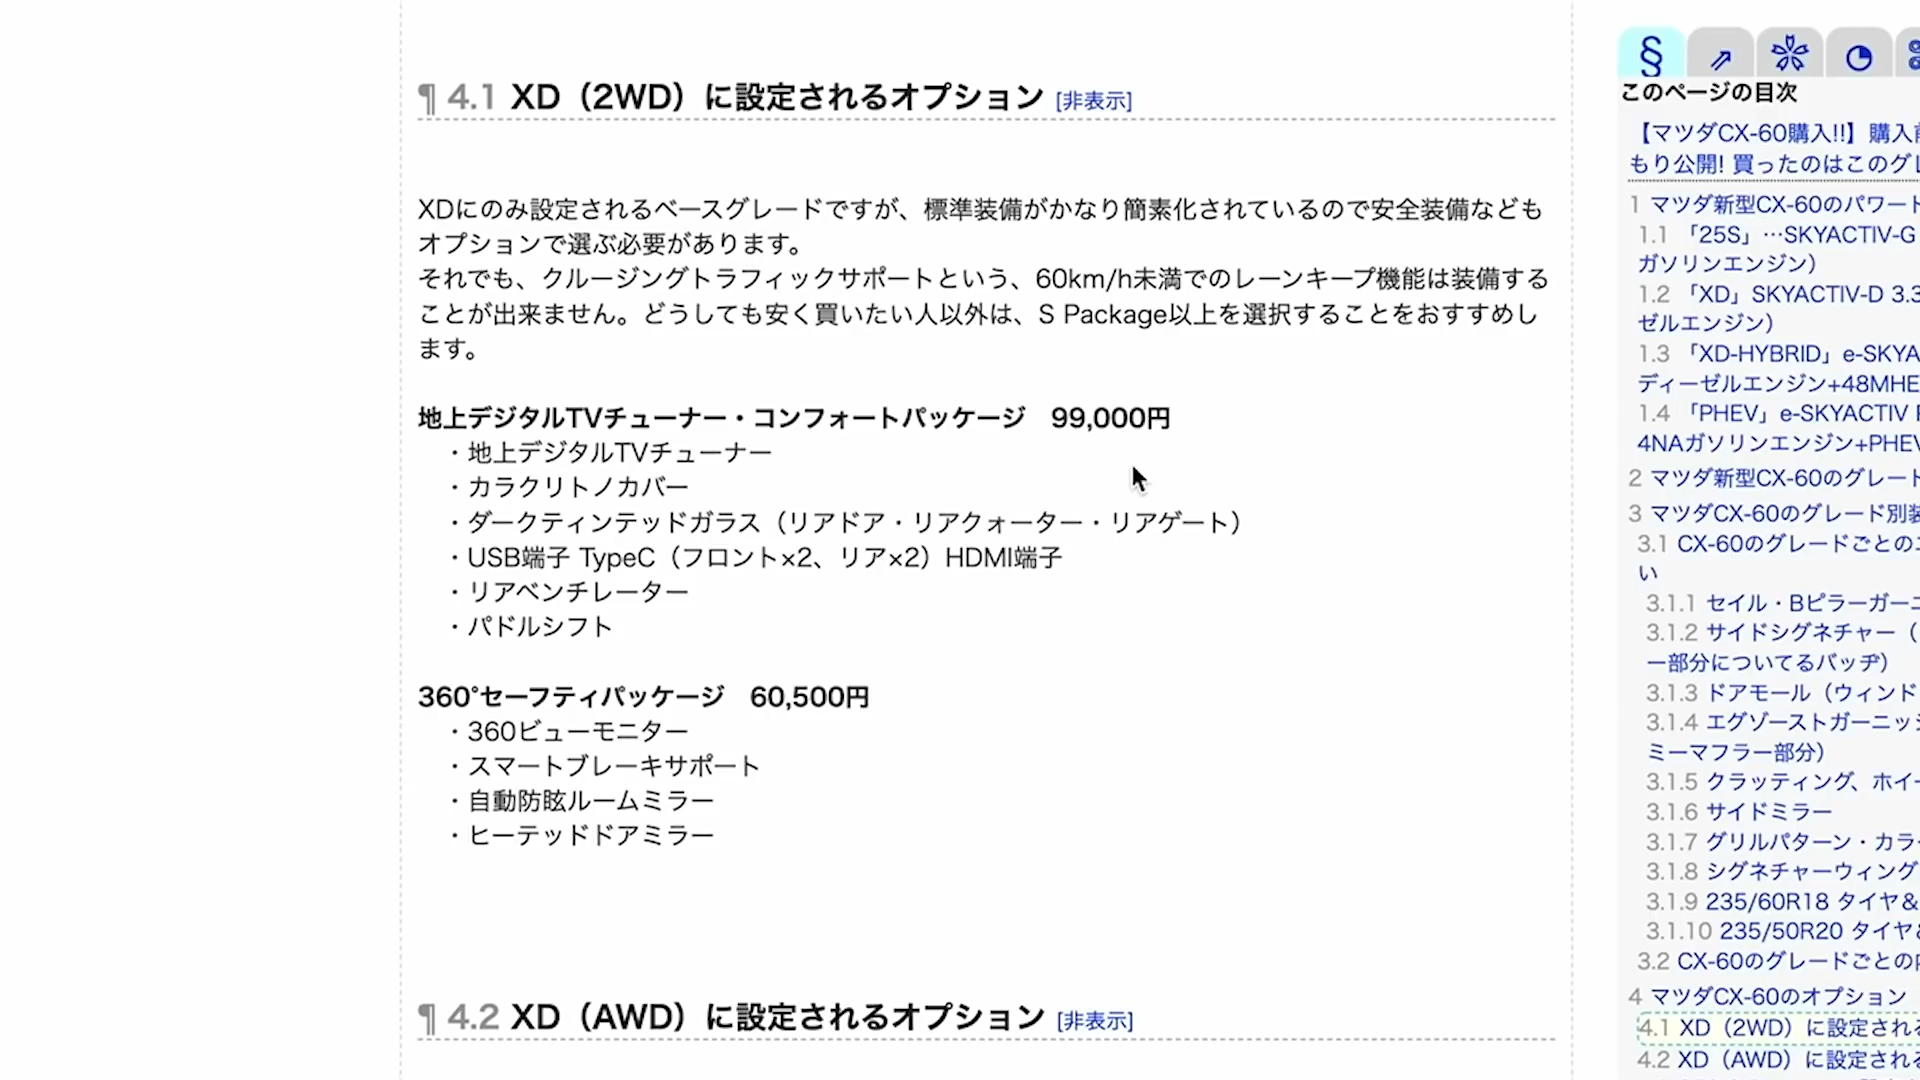 ¶ 4.1 XD（2WD）に設定されるオプション [非表示]
XDにのみ設定されるベースグレードですが、標準装備がかなり簡素化されているので安全装備なども
オプションで選ぶ必要があります。
それでも、クルージングトラフィックサポートという、60km/h未満でのレーンキープ機能は装備する
ことが出来ません。どうしても安く買いたい人以外は、S Package以上を選択することをおすすめし
ます。
地上デジタルTVチューナー・コンフォートパッケージ　99,000円
・地上デジタルTVチューナー
・カラクリトノカバー
・ダークティンテッドガラス（リアドア・リアクォーター・リアゲート）
・USB端子 TypeC（フロント×2、リア×2）HDMI端子
・リアベンチレーター
・パドルシフト
360°セーフティパッケージ　60,500円
・360ビューモニター
・スマートブレーキサポート
・自動防眩ルームミラー
・ヒーテッドドアミラー
¶ 4.2 XD（AWD）に設定されるオプション [非表示]
§
このページの目次
【マツダCX-60購入!!】購入
もり公開! 買ったのはこのグレ
1 マツダ新型CX-60のパワート
1.1 「25S」…SKYACTIV-G
ガソリンエンジン）
1.2 「XD」SKYACTIV-D 3.3
ゼルエンジン）
1.3 「XD-HYBRID」e-SKYA
ディーゼルエンジン+48MHE
1.4 「PHEV」e-SKYACTIV
4NAガソリンエンジン+PHEV
2 マツダ新型CX-60のグレード
3 マツダCX-60のグレード別装
3.1 CX-60のグレードごとの
い
3.1.1 セイル・Bピラーガーニ
3.1.2 サイドシグネチャー（
ー部分についてるバッヂ）
3.1.3 ドアモール（ウィンド
3.1.4 エグゾーストガーニッシ
ミーマフラー部分）
3.1.5 クラッティング、ホイー
3.1.6 サイドミラー
3.1.7 グリルパターン・カラ
3.1.8 シグネチャーウィング
3.1.9 235/60R18 タイヤ&
3.1.10 235/50R20 タイヤ&
3.2 CX-60のグレードごとの内
4 マツダCX-60のオプション
4.1 XD（2WD）に設定される
4.2 XD（AWD）に設定される